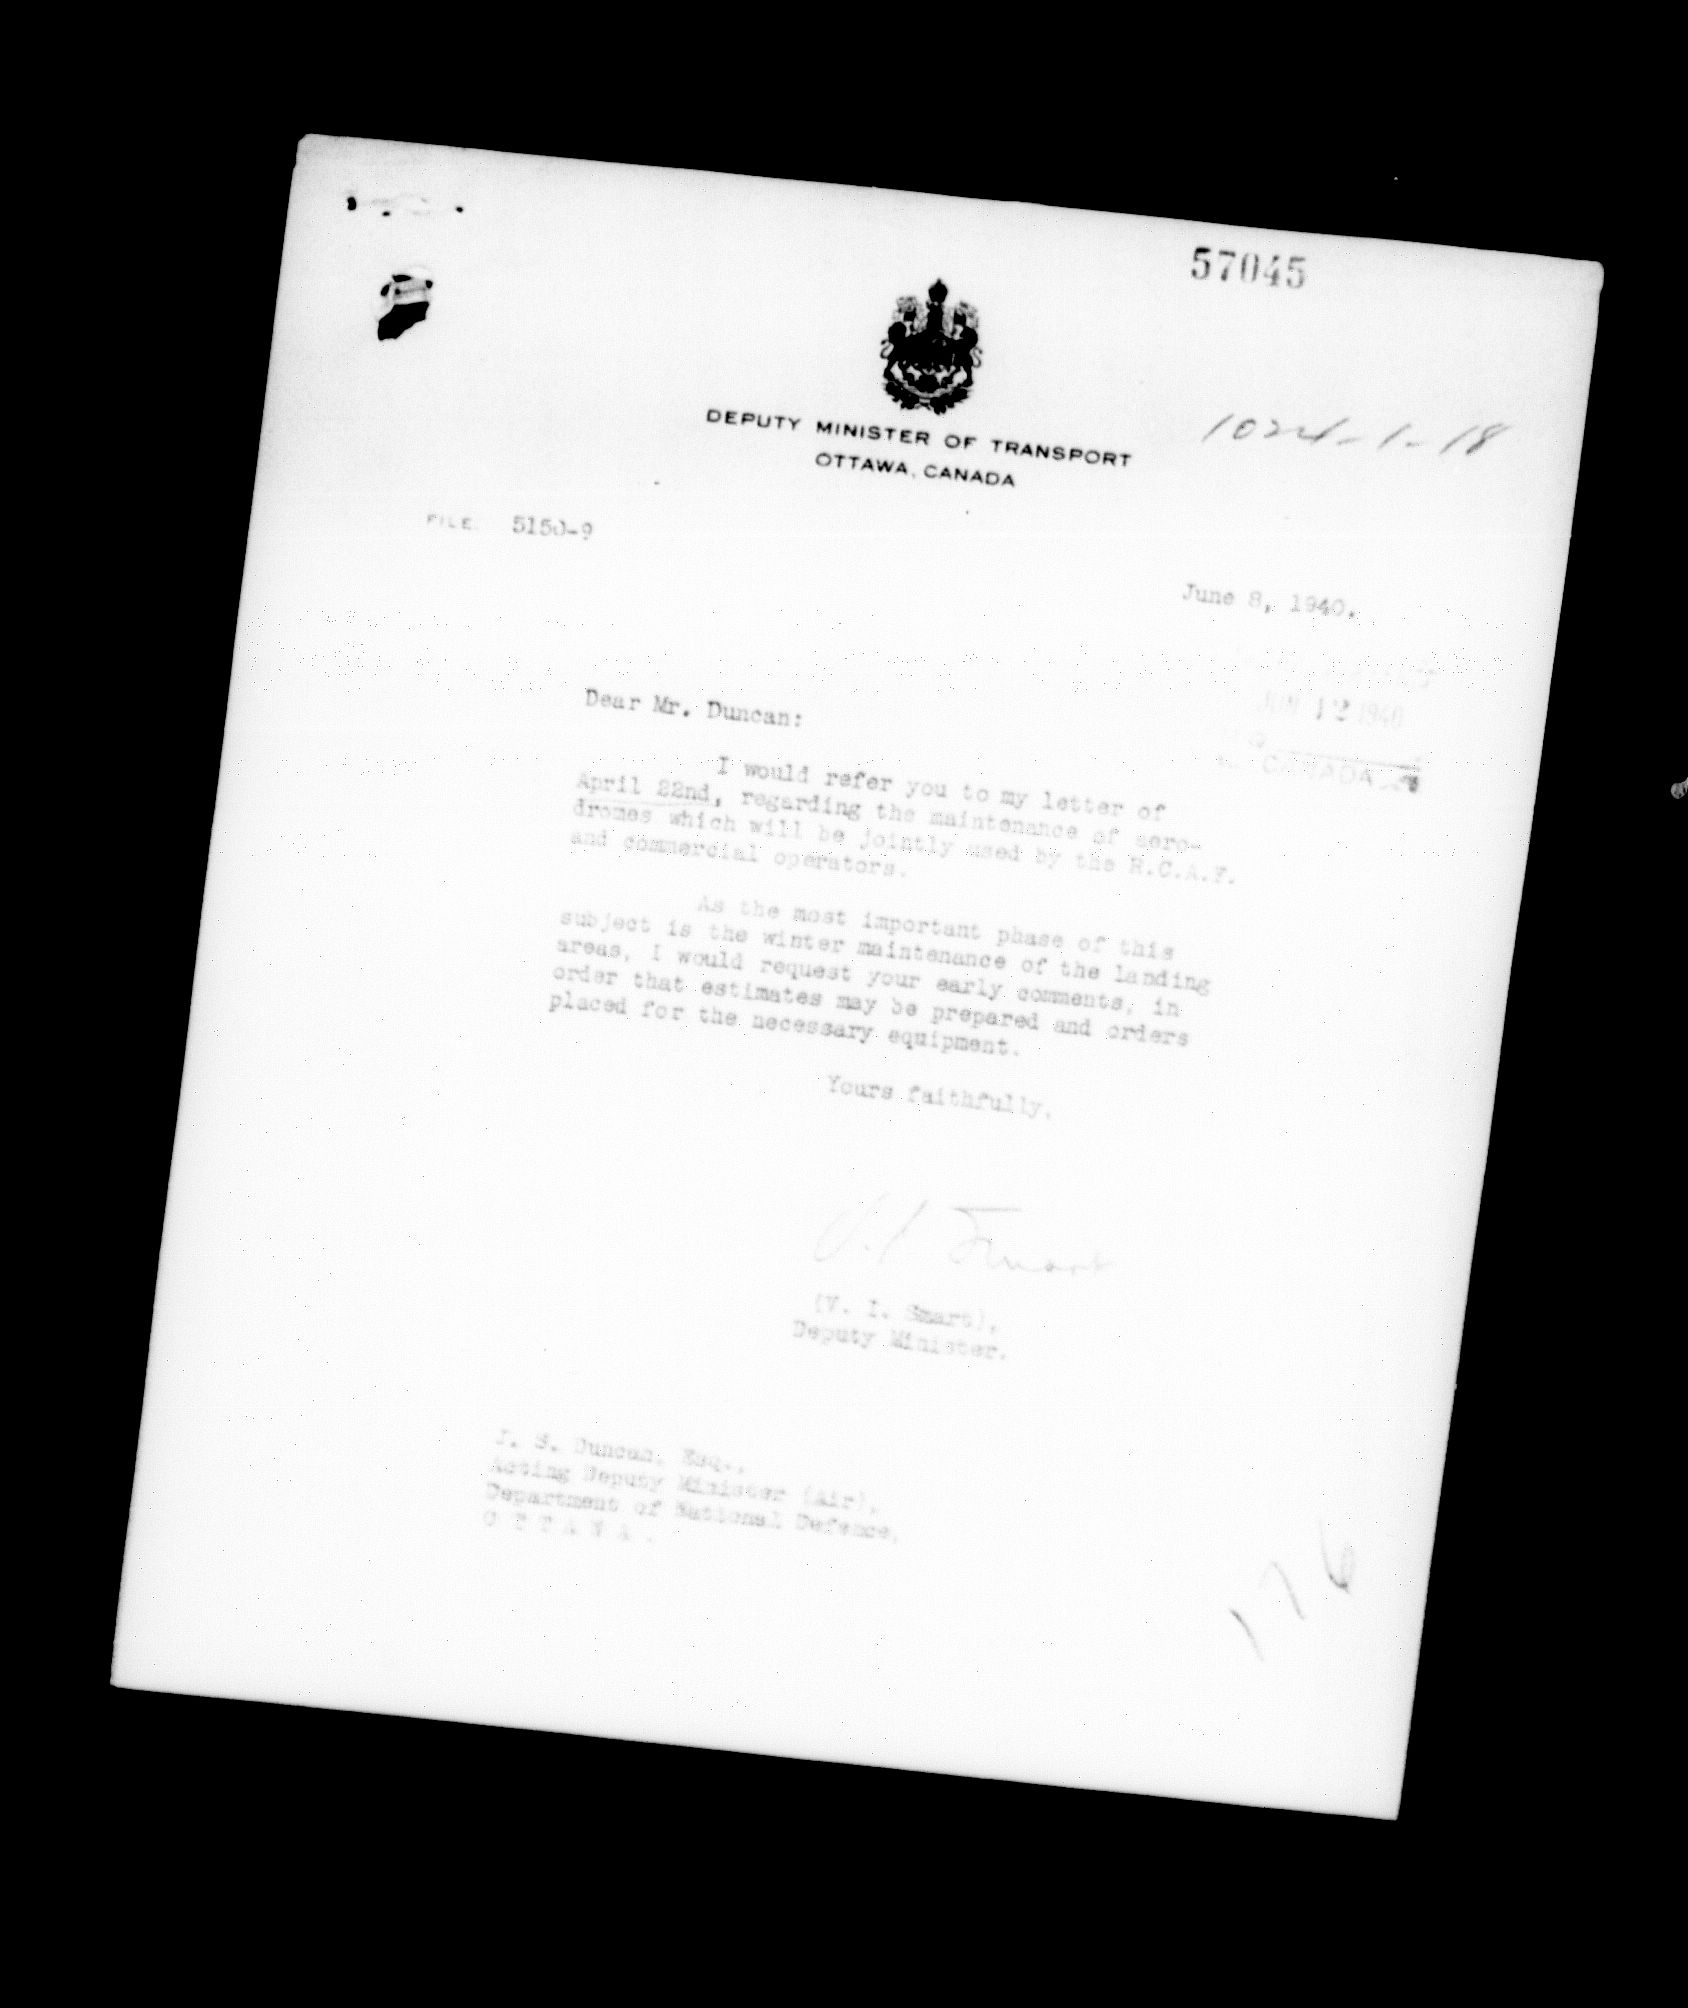 57045
DEPUTY MINISTER OF TRANSPORT
OTTAWA, CANADA
1024-1-18
FILE 5150-9
June 8, 1940.
JUN 12 1940
CANADA
Dear Mr. Duncan:
I would refer you to my letter of
April 22nd, regarding the maintenance of aero-
dromes which will be jointly used by the R.C.A.F.
and commercial operators.
As the most important phase of this
subject is the winter maintenance of the landing
areas, I would request your early comments, in
order that estimates may be prepared and orders
placed for the necessary equipment.
Yours faithfully,
Smart
(V. I. Smart),
Deputy Minister.
S. Duncan, Esq.,
Acting Deputy Minister (Air),
Department of National Defence,
O T T A W A .
176